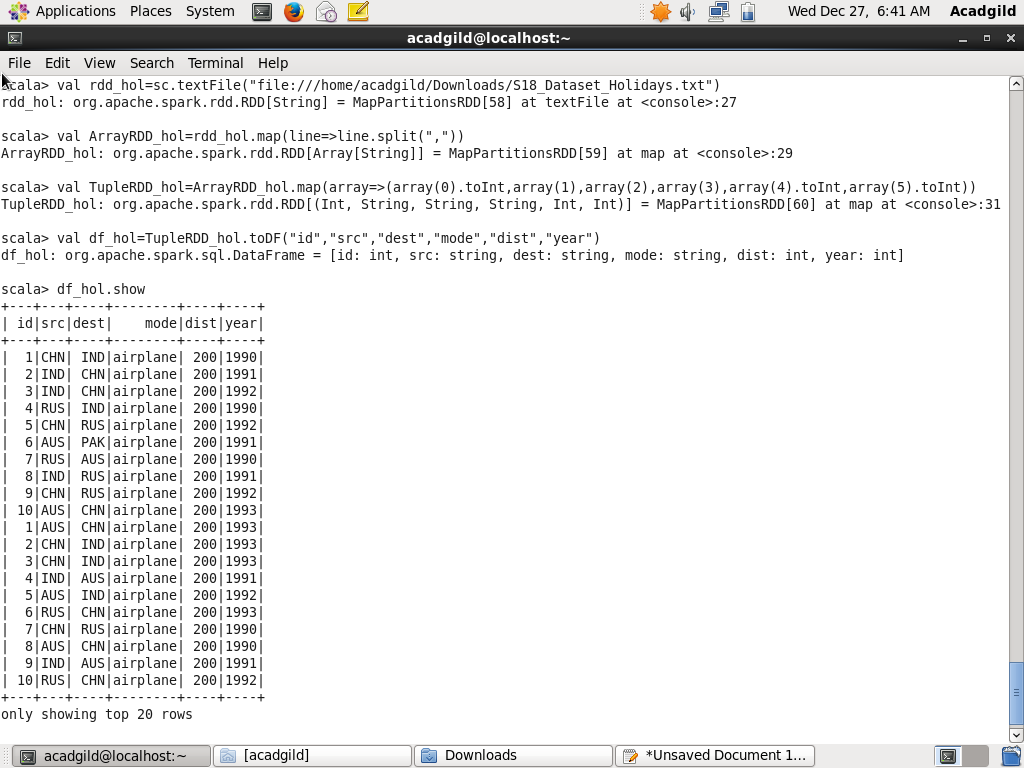 Applications Places System Wed Dec 27, 6:41 AM Acadgild
acadgild@localhost:~
File Edit View Search Terminal Help
scala> val rdd_hol=sc.textFile("file:///home/acadgild/Downloads/S18_Dataset_Holidays.txt")
rdd_hol: org.apache.spark.rdd.RDD[String] = MapPartitionsRDD[58] at textFile at <console>:27
scala> val ArrayRDD_hol=rdd_hol.map(line=>line.split(","))
ArrayRDD_hol: org.apache.spark.rdd.RDD[Array[String]] = MapPartitionsRDD[59] at map at <console>:29
scala> val TupleRDD_hol=ArrayRDD_hol.map(array=>(array(0).toInt,array(1),array(2),array(3),array(4).toInt,array(5).toInt))
TupleRDD_hol: org.apache.spark.rdd.RDD[(Int, String, String, String, Int, Int)] = MapPartitionsRDD[60] at map at <console>:31
scala> val df_hol=TupleRDD_hol.toDF("id","src","dest","mode","dist","year")
df_hol: org.apache.spark.sql.DataFrame = [id: int, src: string, dest: string, mode: string, dist: int, year: int]
scala> df_hol.show
+---+---+----+--------+----+----+
| id|src|dest|    mode|dist|year|
+---+---+----+--------+----+----+
|  1|CHN| IND|airplane| 200|1990|
|  2|IND| CHN|airplane| 200|1991|
|  3|IND| CHN|airplane| 200|1992|
|  4|RUS| IND|airplane| 200|1990|
|  5|CHN| RUS|airplane| 200|1992|
|  6|AUS| PAK|airplane| 200|1991|
|  7|RUS| AUS|airplane| 200|1990|
|  8|IND| RUS|airplane| 200|1991|
|  9|CHN| RUS|airplane| 200|1992|
| 10|AUS| CHN|airplane| 200|1993|
|  1|AUS| CHN|airplane| 200|1993|
|  2|CHN| IND|airplane| 200|1993|
|  3|CHN| IND|airplane| 200|1993|
|  4|IND| AUS|airplane| 200|1991|
|  5|AUS| IND|airplane| 200|1992|
|  6|RUS| CHN|airplane| 200|1993|
|  7|CHN| RUS|airplane| 200|1990|
|  8|AUS| CHN|airplane| 200|1990|
|  9|IND| AUS|airplane| 200|1991|
| 10|RUS| CHN|airplane| 200|1992|
+---+---+----+--------+----+----+
only showing top 20 rows
acadgild@localhost:~ [acadgild] Downloads *Unsaved Document 1...